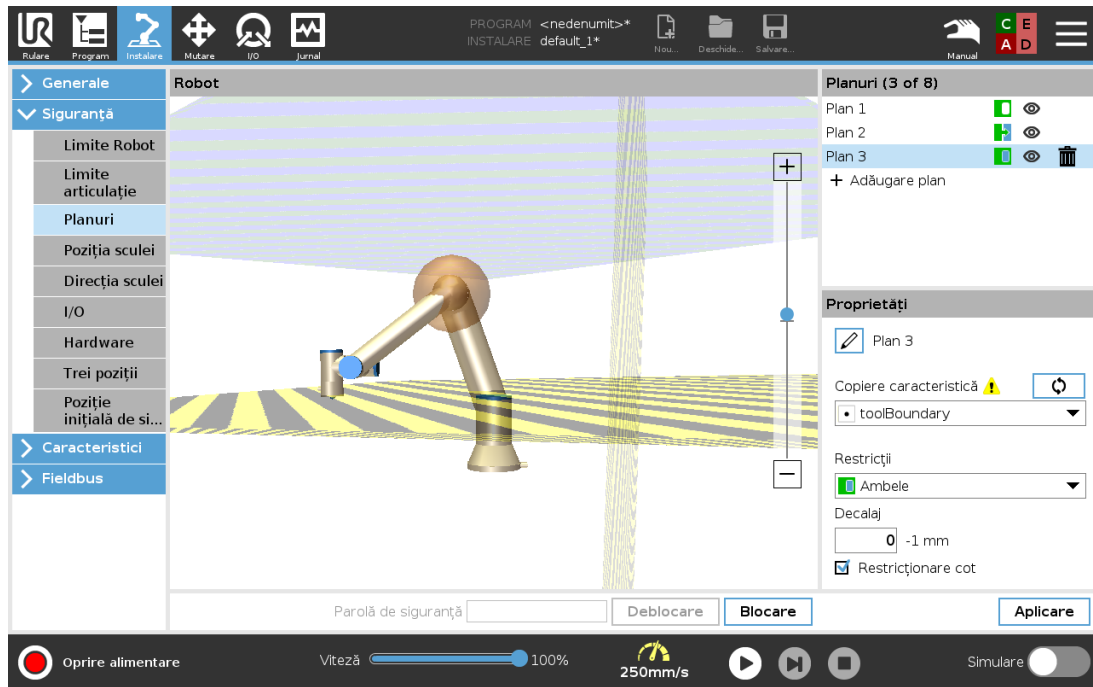 PROGRAM <nedenumit>*
INSTALARE default_1*
Rulare
Program
Instalare
Mutare
I/O
Jurnal
Nou...
Deschide...
Salvare...
Manual
C E
A D
Generale
Siguranță
Limite Robot
Limite
articulație
Planuri
Poziția sculei
Direcția sculei
I/O
Hardware
Trei poziții
Poziție
inițială de si...
Caracteristici
Fieldbus
Robot
Planuri (3 of 8)
Plan 1
Plan 2
Plan 3
+ Adăugare plan
Proprietăți
Plan 3
Copiere caracteristică
toolBoundary
Restricții
Ambele
Decalaj
0 -1 mm
Restricționare cot
Parolă de siguranță
Deblocare
Blocare
Aplicare
Oprire alimentare
Viteză
100%
250mm/s
Simulare